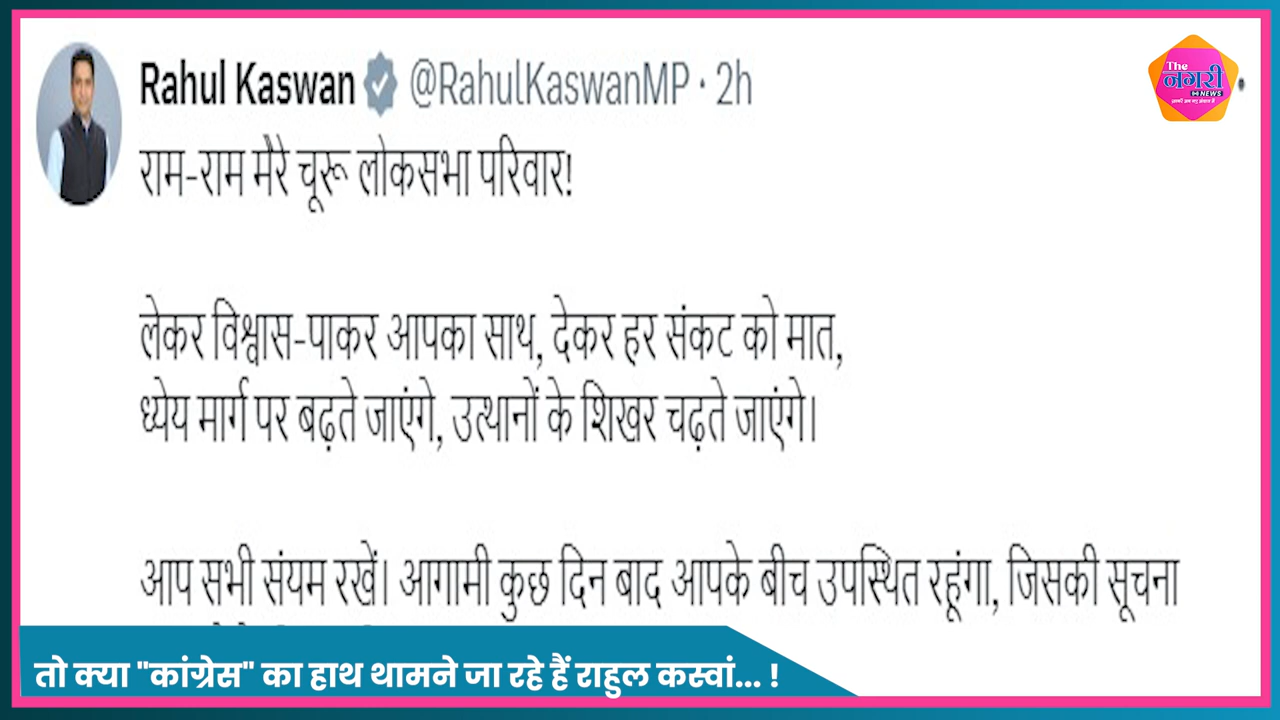 Rahul Kaswan @RahulKaswanMP · 2h
The
नगरी
NEWS
राम-राम मेरे चूरू लोकसभा परिवार!
लेकर विश्वास-पाकर आपका साथ, देकर हर संकट को मात,
ध्येय मार्ग पर बढ़ते जाएंगे, उत्थानों के शिखर चढ़ते जाएंगे।
आप सभी संयम रखें। आगामी कुछ दिन बाद आपके बीच उपस्थित रहूंगा, जिसकी सूचना
तो क्या "कांग्रेस" का हाथ थामने जा रहे हैं राहुल कस्वां... !